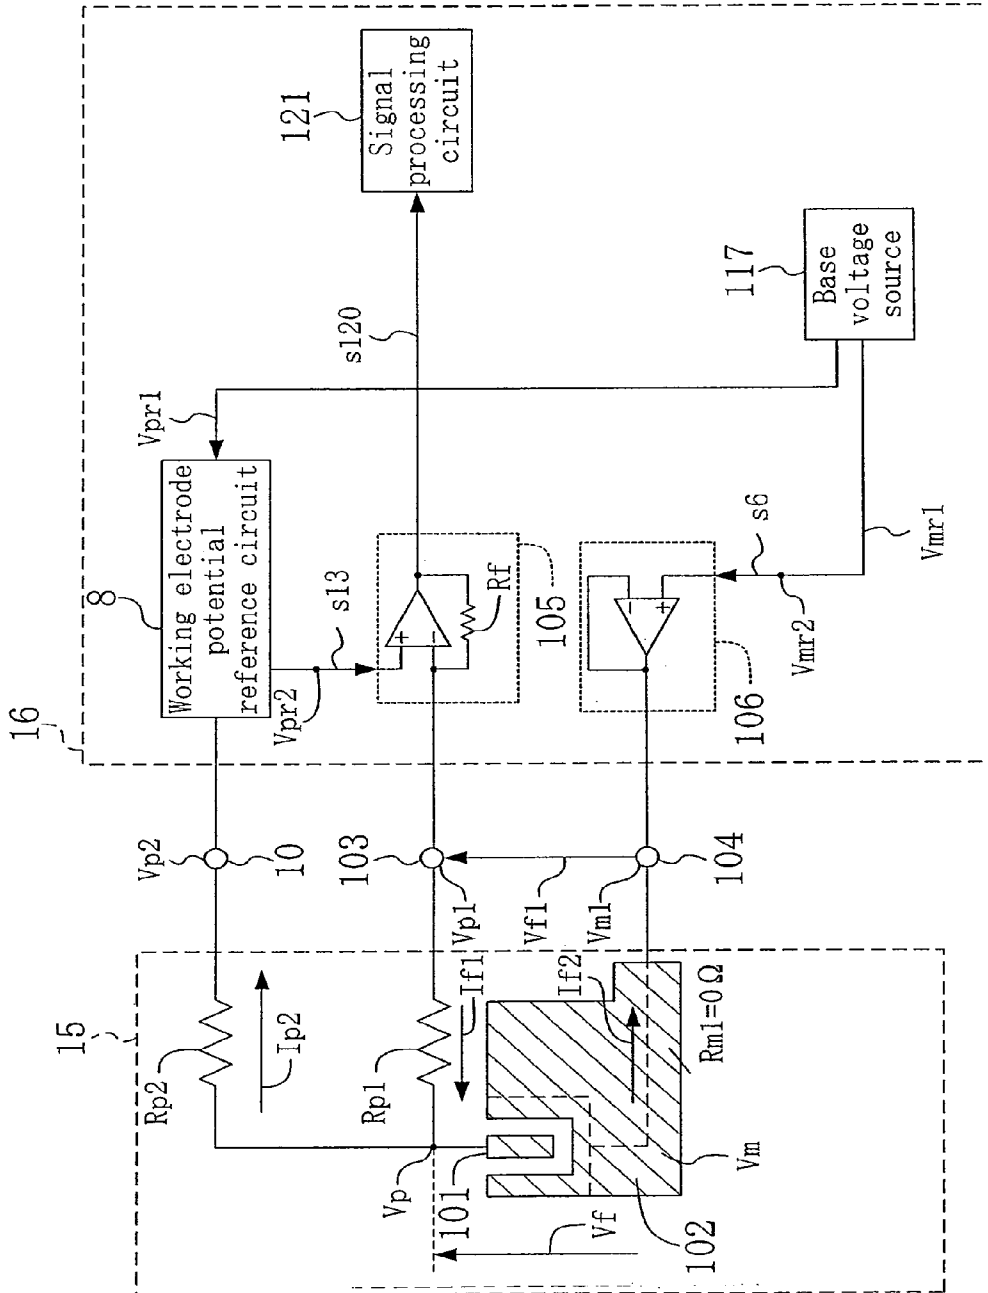 16
8
Working electrode
potential
reference circuit
Vpr1
s120
121
Signal
processing
circuit
Vpr2
s13
105
Rf
106
s6
Vmr2
Vmr1
117
Base
voltage
source
Vp2
10
103
Vp1
Vf1
Vm1
104
15
Rp2
Ip2
Rp1
If1
Vp
101
If2
Rm1=0Ω
Vm
102
Vf
+
−
−
+